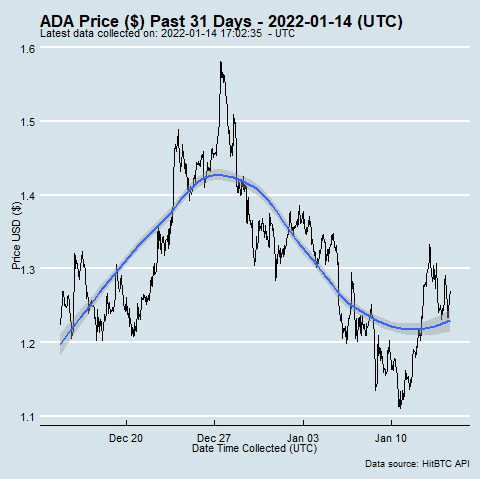 ADA Price ($) Past 31 Days - 2022-01-14 (UTC)
Latest data collected on: 2022-01-14 17:02:35 - UTC
1.6
1.5
1.4
1.3
1.2
1.1
Price USD ($)
Dec 20
Dec 27
Jan 03
Jan 10
Date Time Collected (UTC)
Data source: HitBTC API